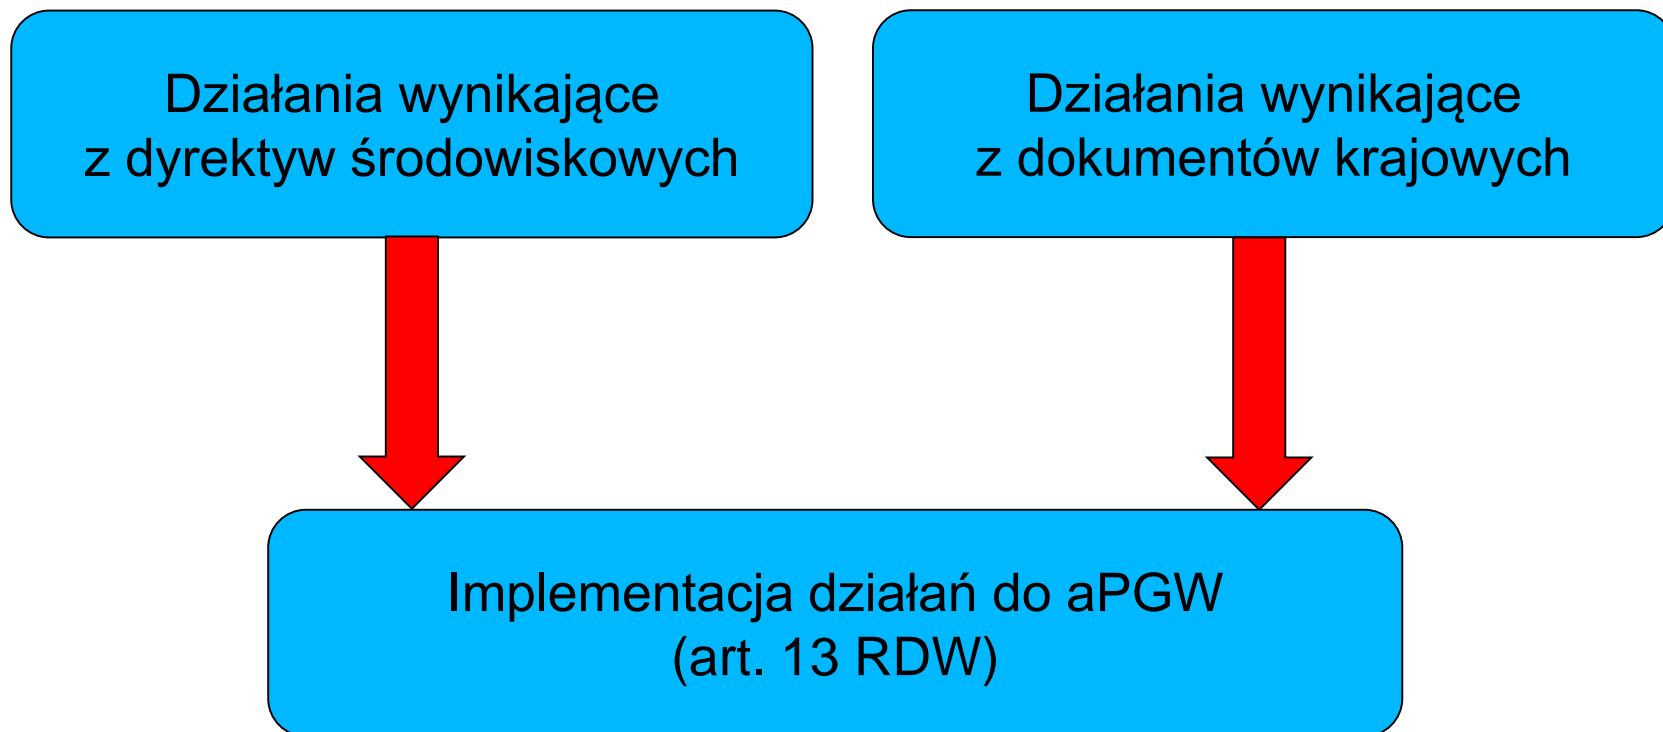 Działania wynikające
z dyrektyw środowiskowych
Działania wynikające
z dokumentów krajowych
Implementacja działań do aPGW
(art. 13 RDW)